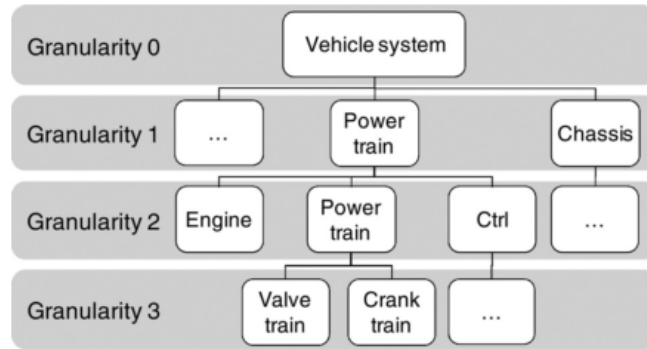 Granularity 0
Vehicle system
Granularity 1
...
Power
train
Chassis
Granularity 2
Engine
Power
train
Ctrl
...
Granularity 3
Valve
train
Crank
train
...